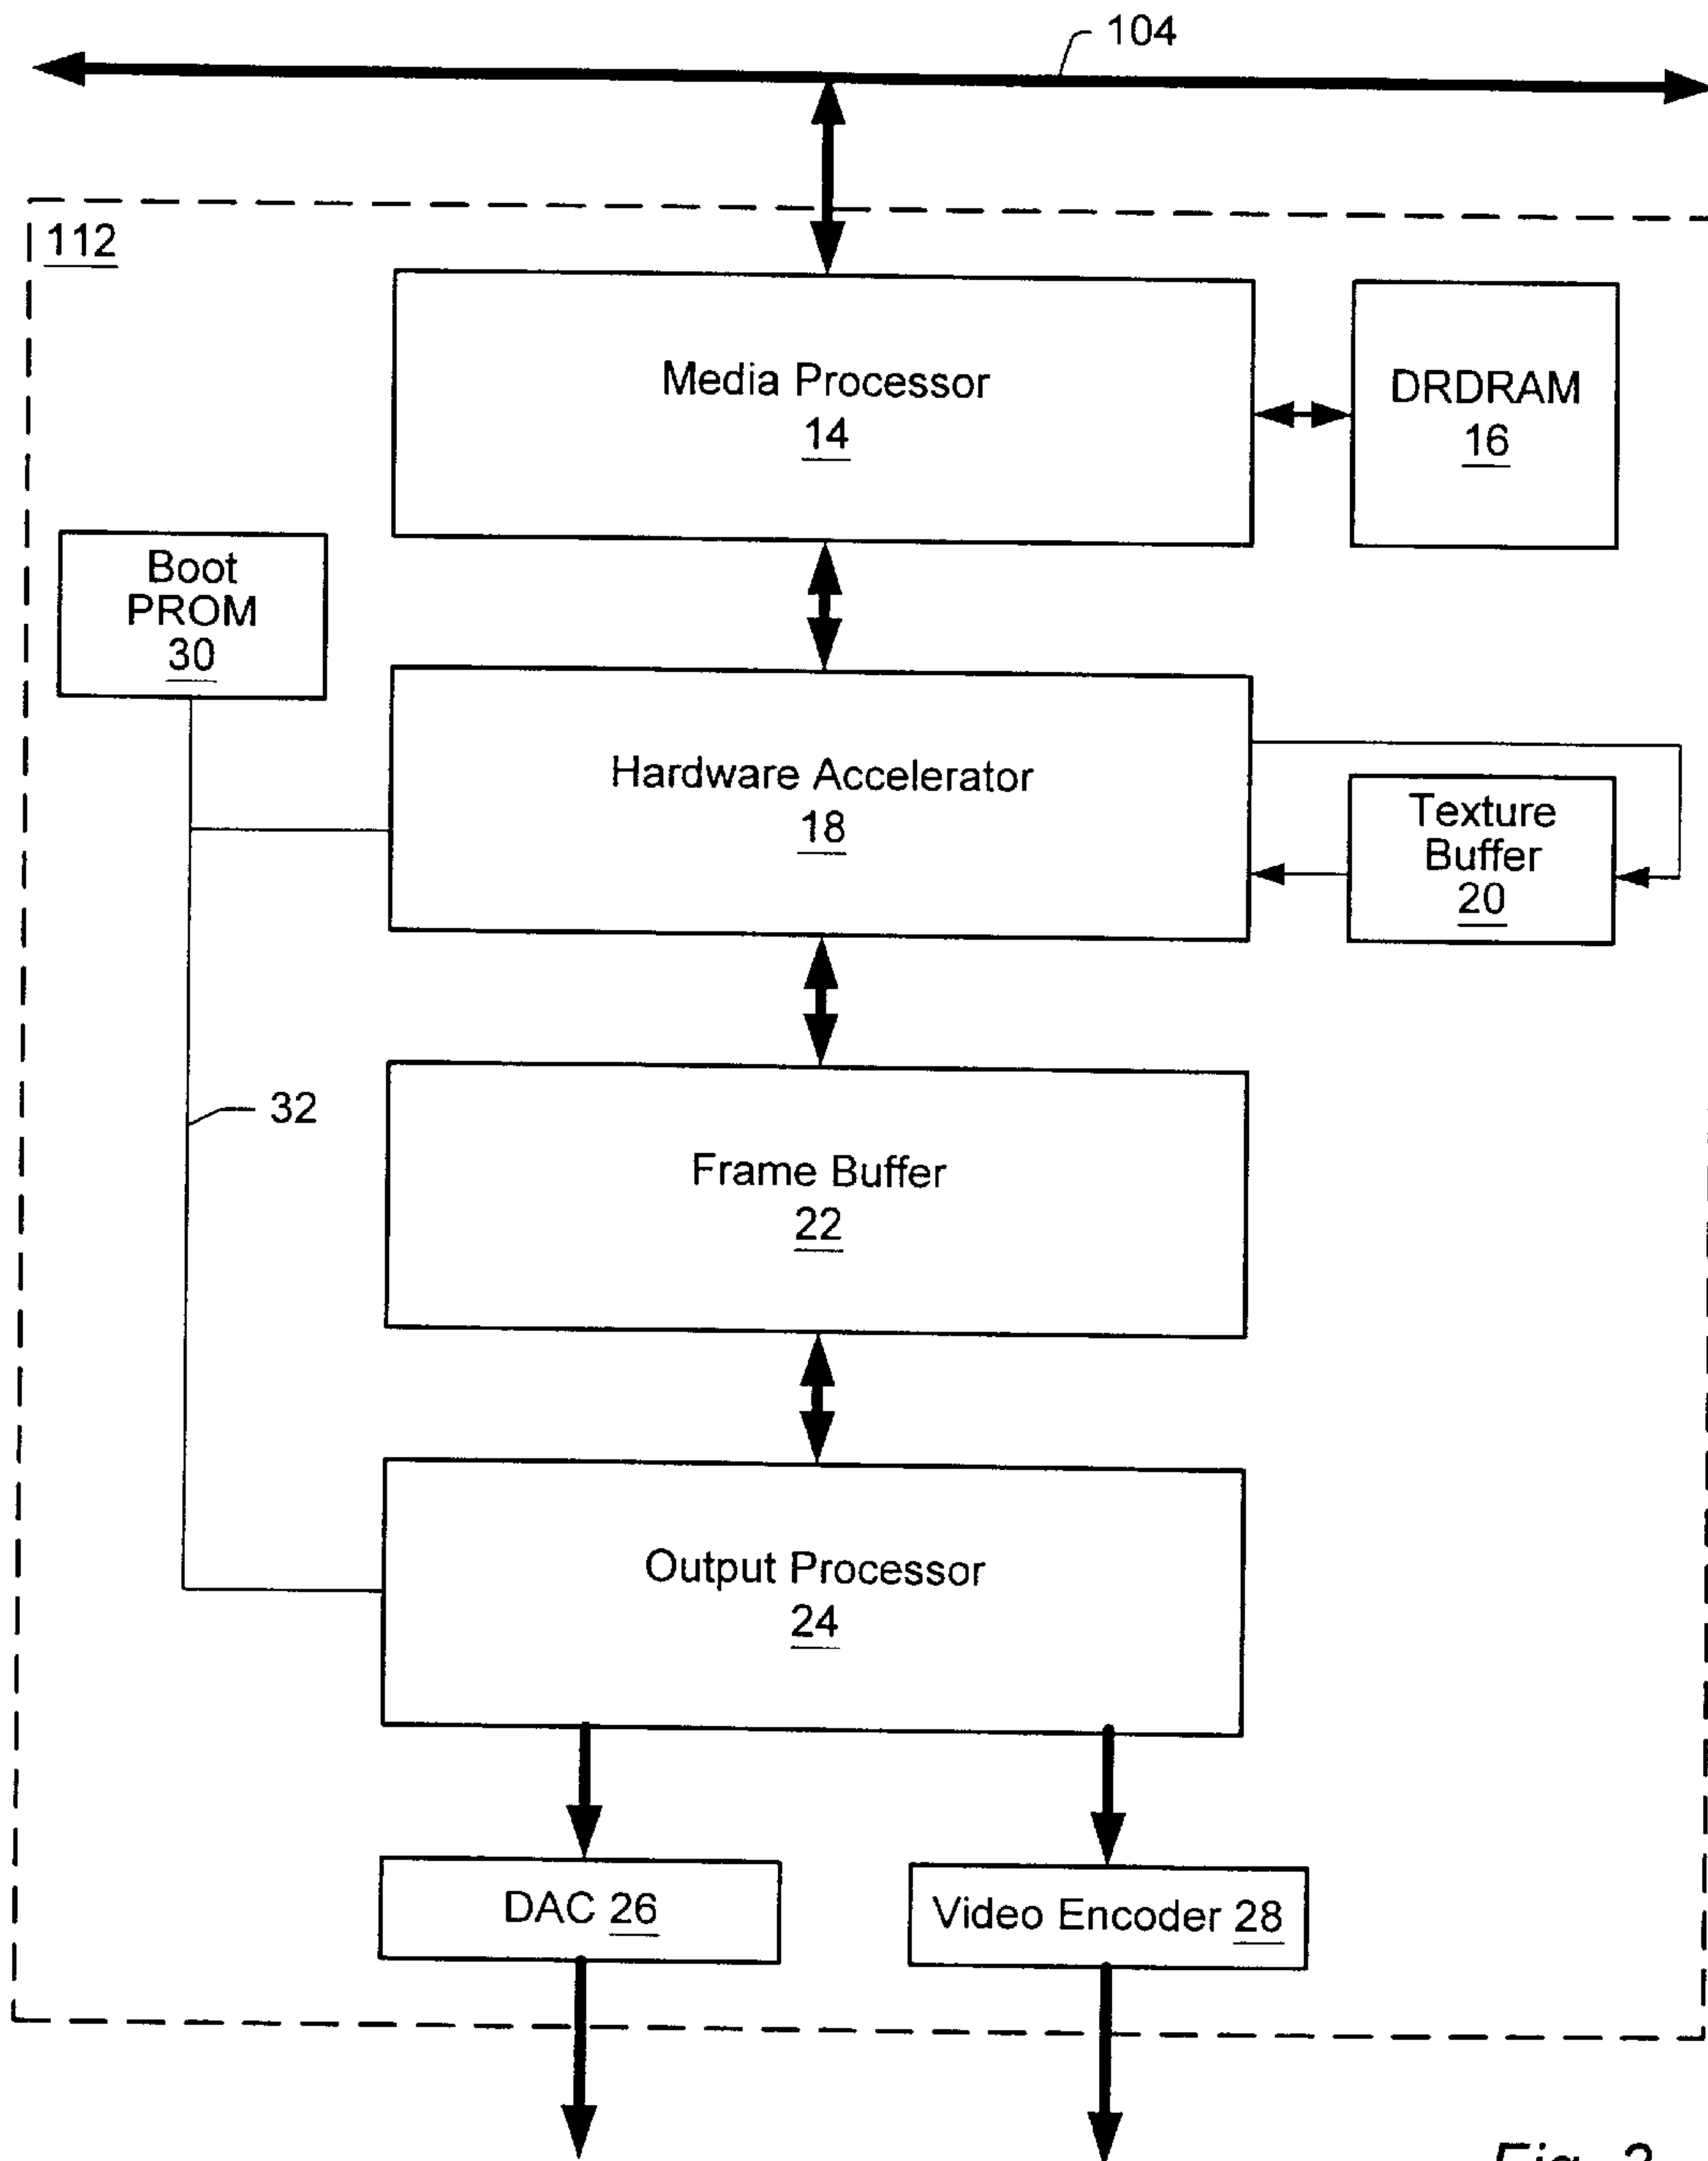 104
112
Media Processor
14
DRDRAM
16
Boot
PROM
30
Hardware Accelerator
18
Texture
Buffer
20
32
Frame Buffer
22
Output Processor
24
DAC 26
Video Encoder 28